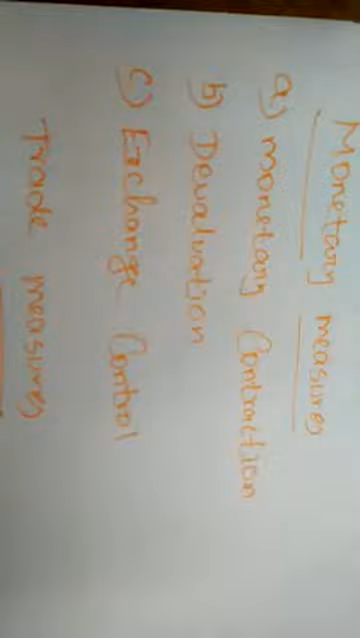 Monetary measures
a) monetary Contraction
b) Devaluation
c) Exchange Control
Trade measures